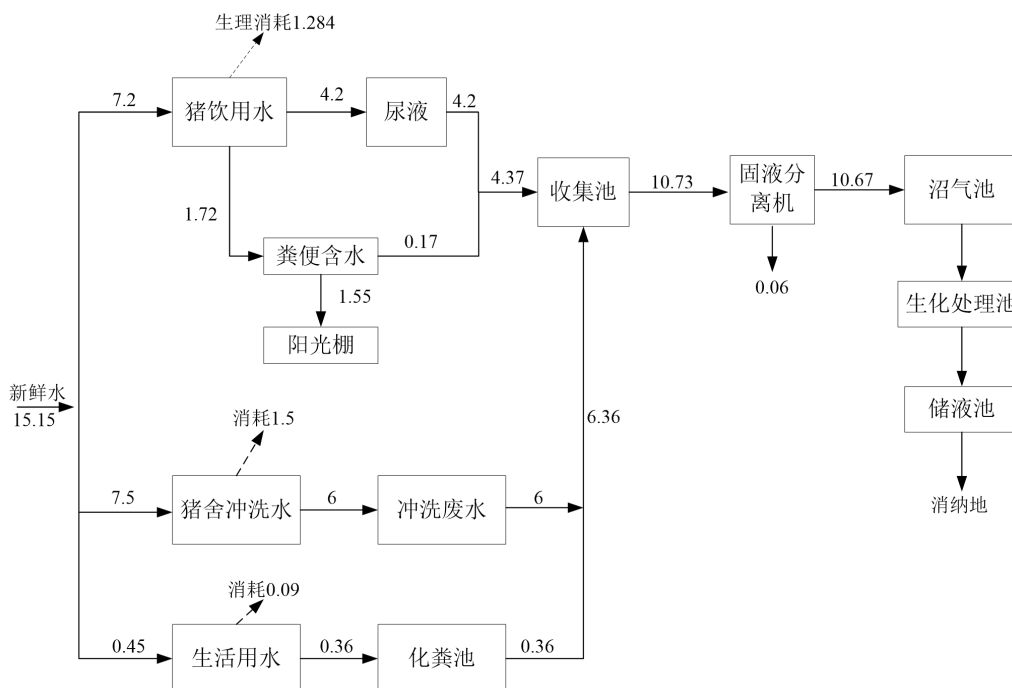 生理消耗1.284
7.2
猪饮用水
4.2
尿液
4.2
1.72
粪便含水
0.17
4.37
收集池
10.73
固液分
离机
10.67
沼气池
1.55
阳光棚
0.06
生化处理池
储液池
消纳地
新鲜水
15.15
消耗1.5
7.5
猪舍冲洗水
6
冲洗废水
6
6.36
消耗0.09
0.45
生活用水
0.36
化粪池
0.36